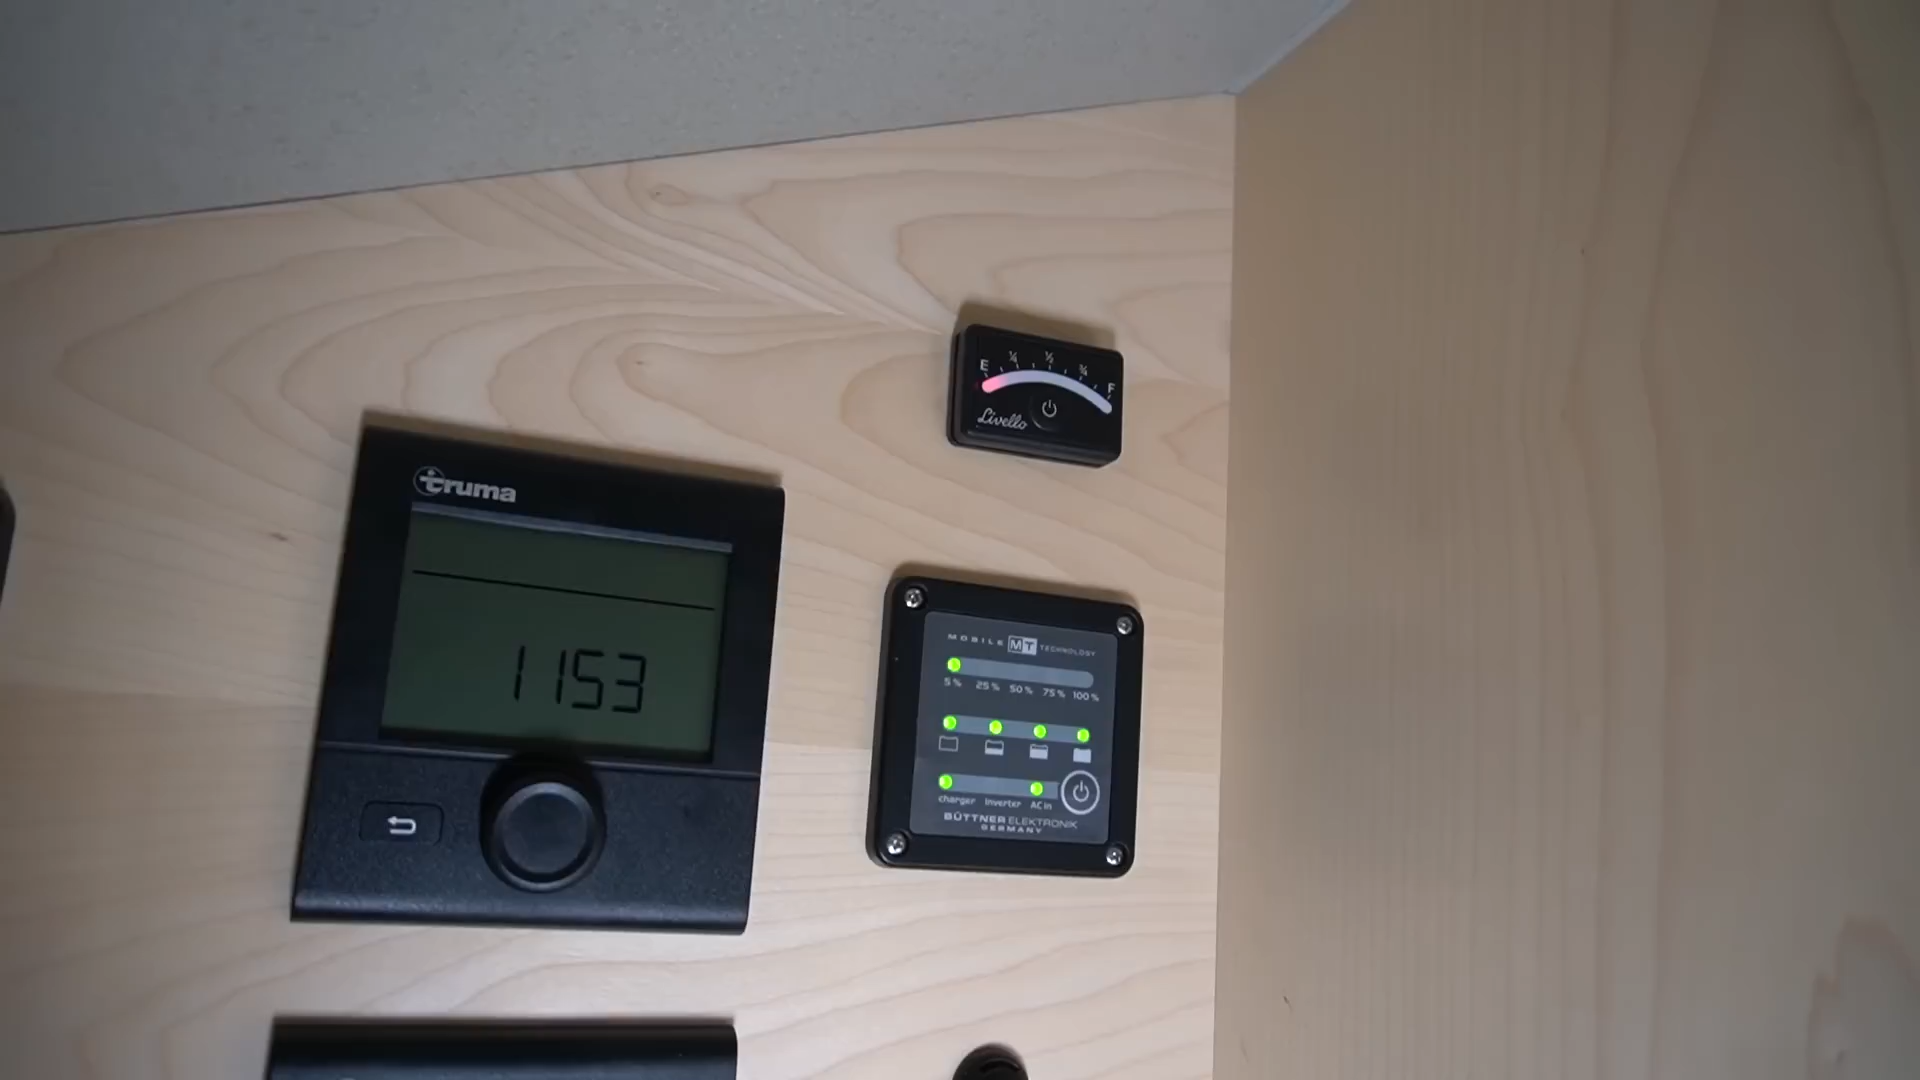 E ¼ ½ ¾ F
Livello
truma
1153
MOBILE MT TECHNOLOGY
5% 25% 50% 75% 100%
charger Inverter AC in
BÜTTNER ELEKTRONIK
GERMANY